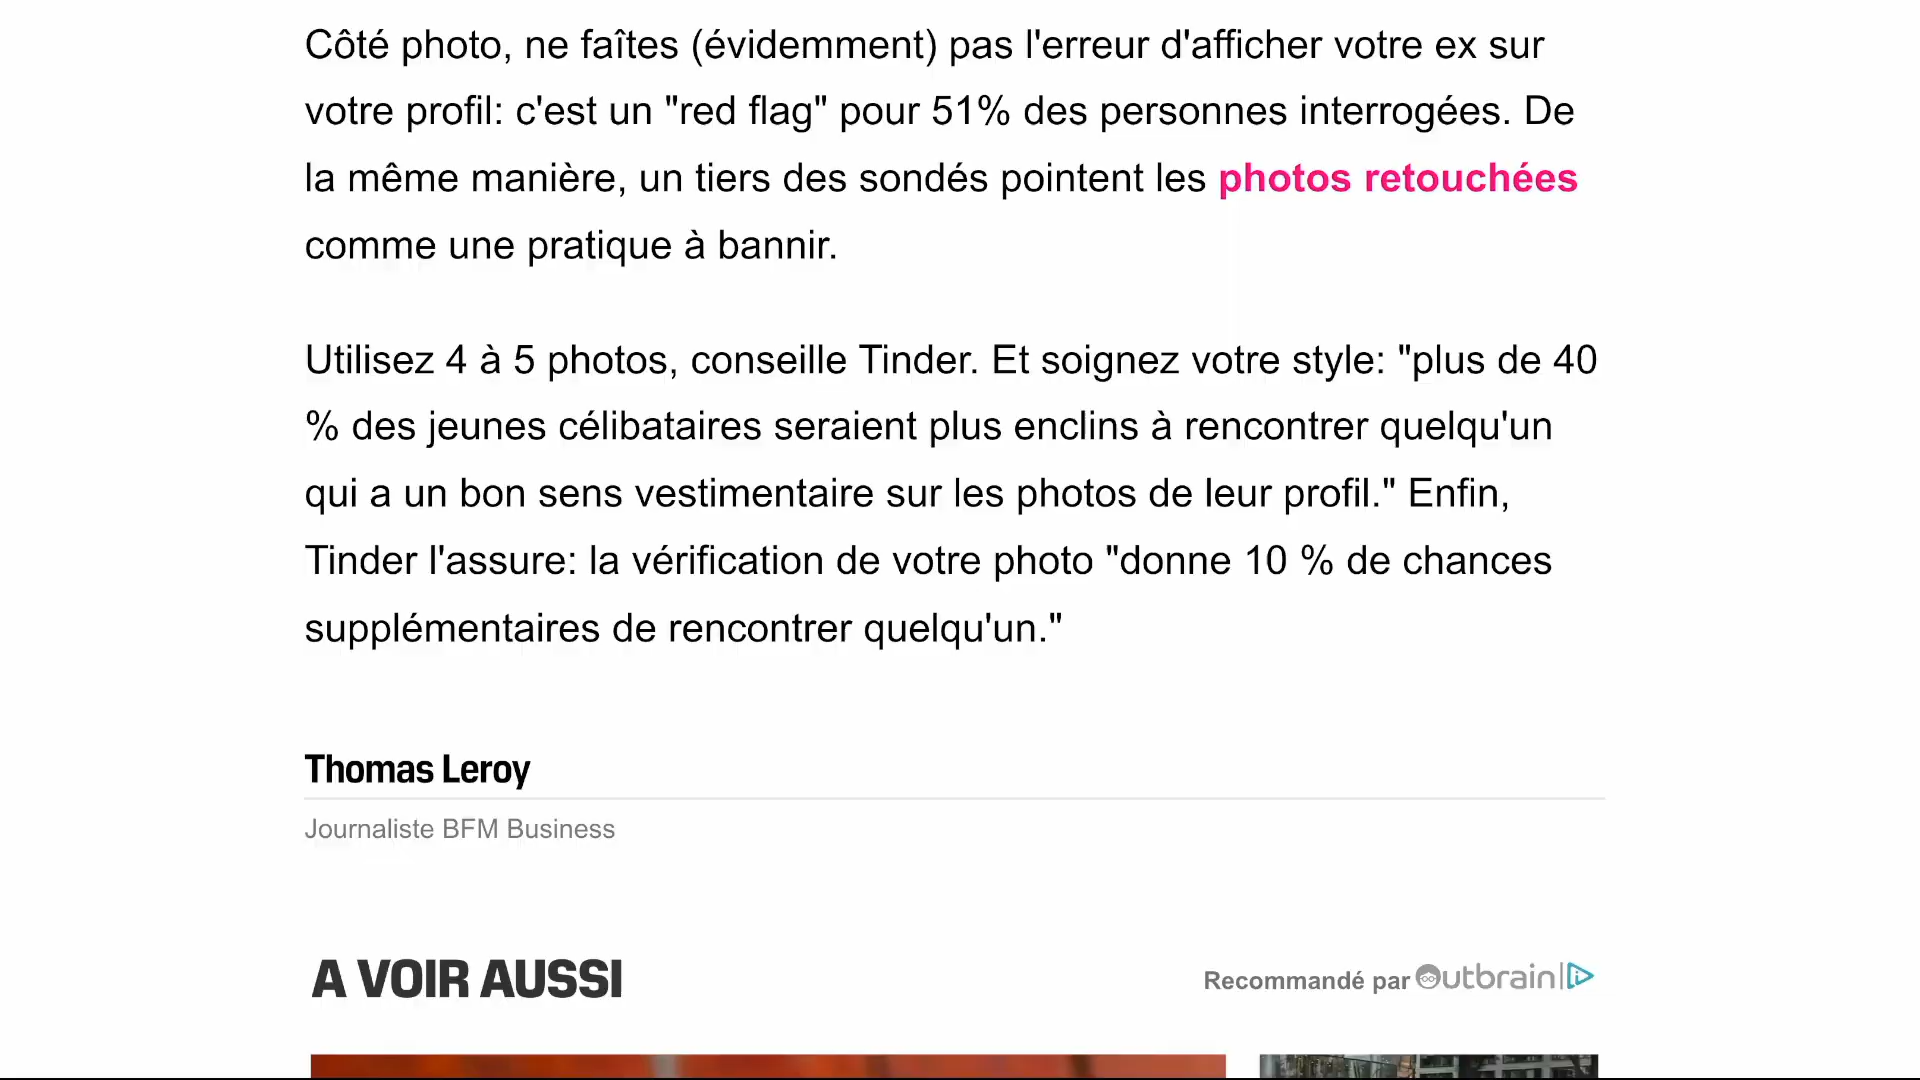 Côté photo, ne faîtes (évidemment) pas l'erreur d'afficher votre ex sur
votre profil: c'est un "red flag" pour 51% des personnes interrogées. De
la même manière, un tiers des sondés pointent les photos retouchées
comme une pratique à bannir.
Utilisez 4 à 5 photos, conseille Tinder. Et soignez votre style: "plus de 40
% des jeunes célibataires seraient plus enclins à rencontrer quelqu'un
qui a un bon sens vestimentaire sur les photos de leur profil." Enfin,
Tinder l'assure: la vérification de votre photo "donne 10 % de chances
supplémentaires de rencontrer quelqu'un."
Thomas Leroy
Journaliste BFM Business
A VOIR AUSSI
Recommandé par Outbrain